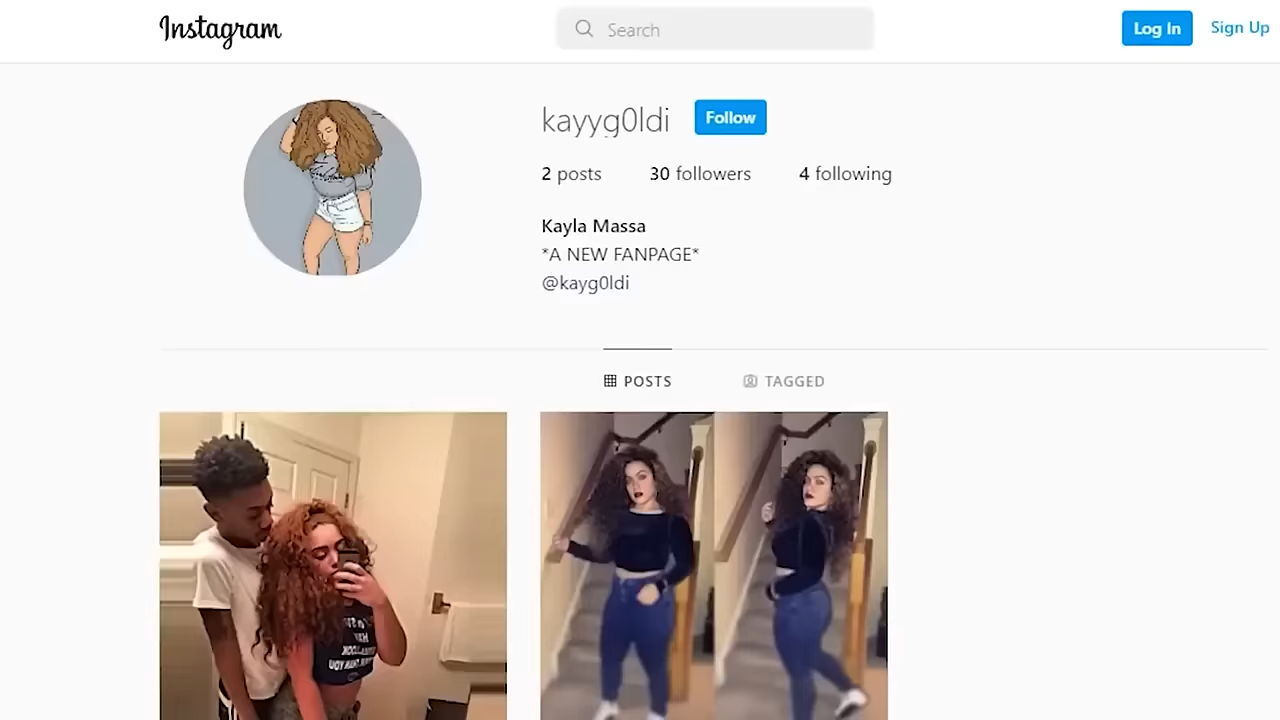 Instagram
Search
Log In
Sign Up
kayyg0ldi
Follow
2 posts
30 followers
4 following
Kayla Massa
*A NEW FANPAGE*
@kayg0ldi
POSTS
TAGGED